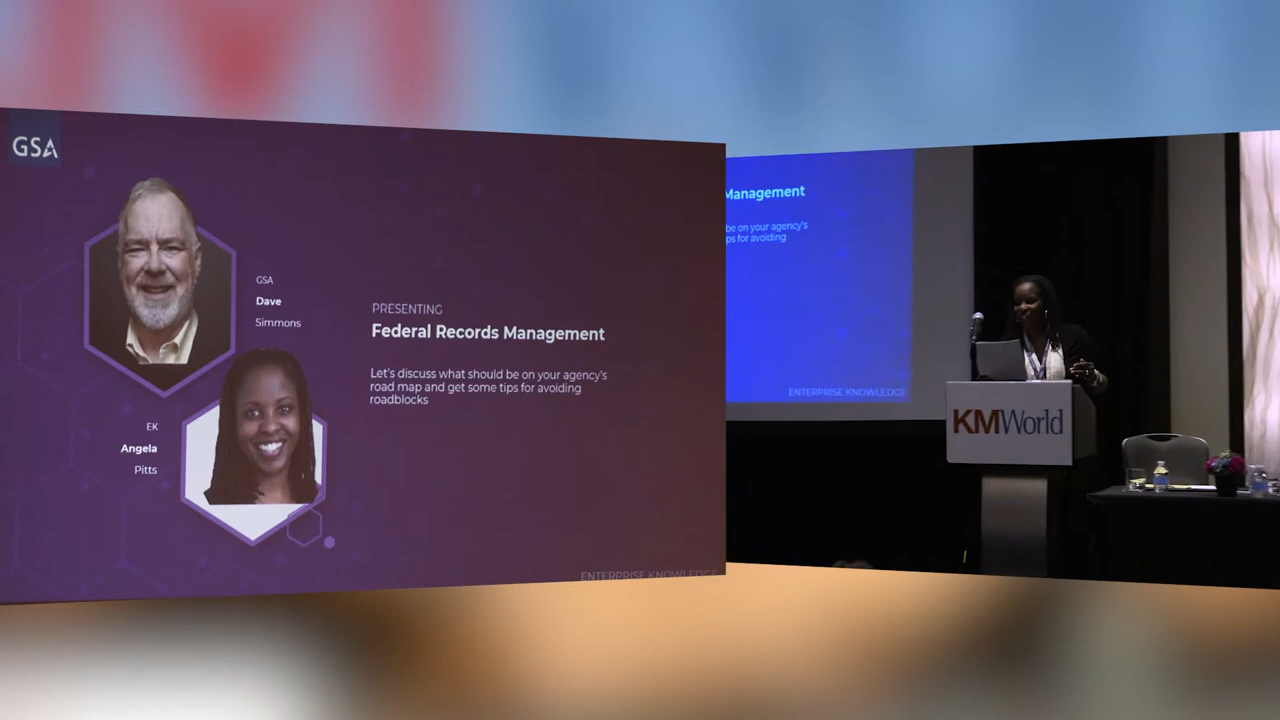 GSA
GSA
Dave
Simmons
EK
Angela
Pitts
PRESENTING
Federal Records Management
Let's discuss what should be on your agency's
road map and get some tips for avoiding
roadblocks
ENTERPRISE KNOWLEDGE
Management
be on your agency's
ps for avoiding
ENTERPRISE KNOWLEDGE
KMWorld